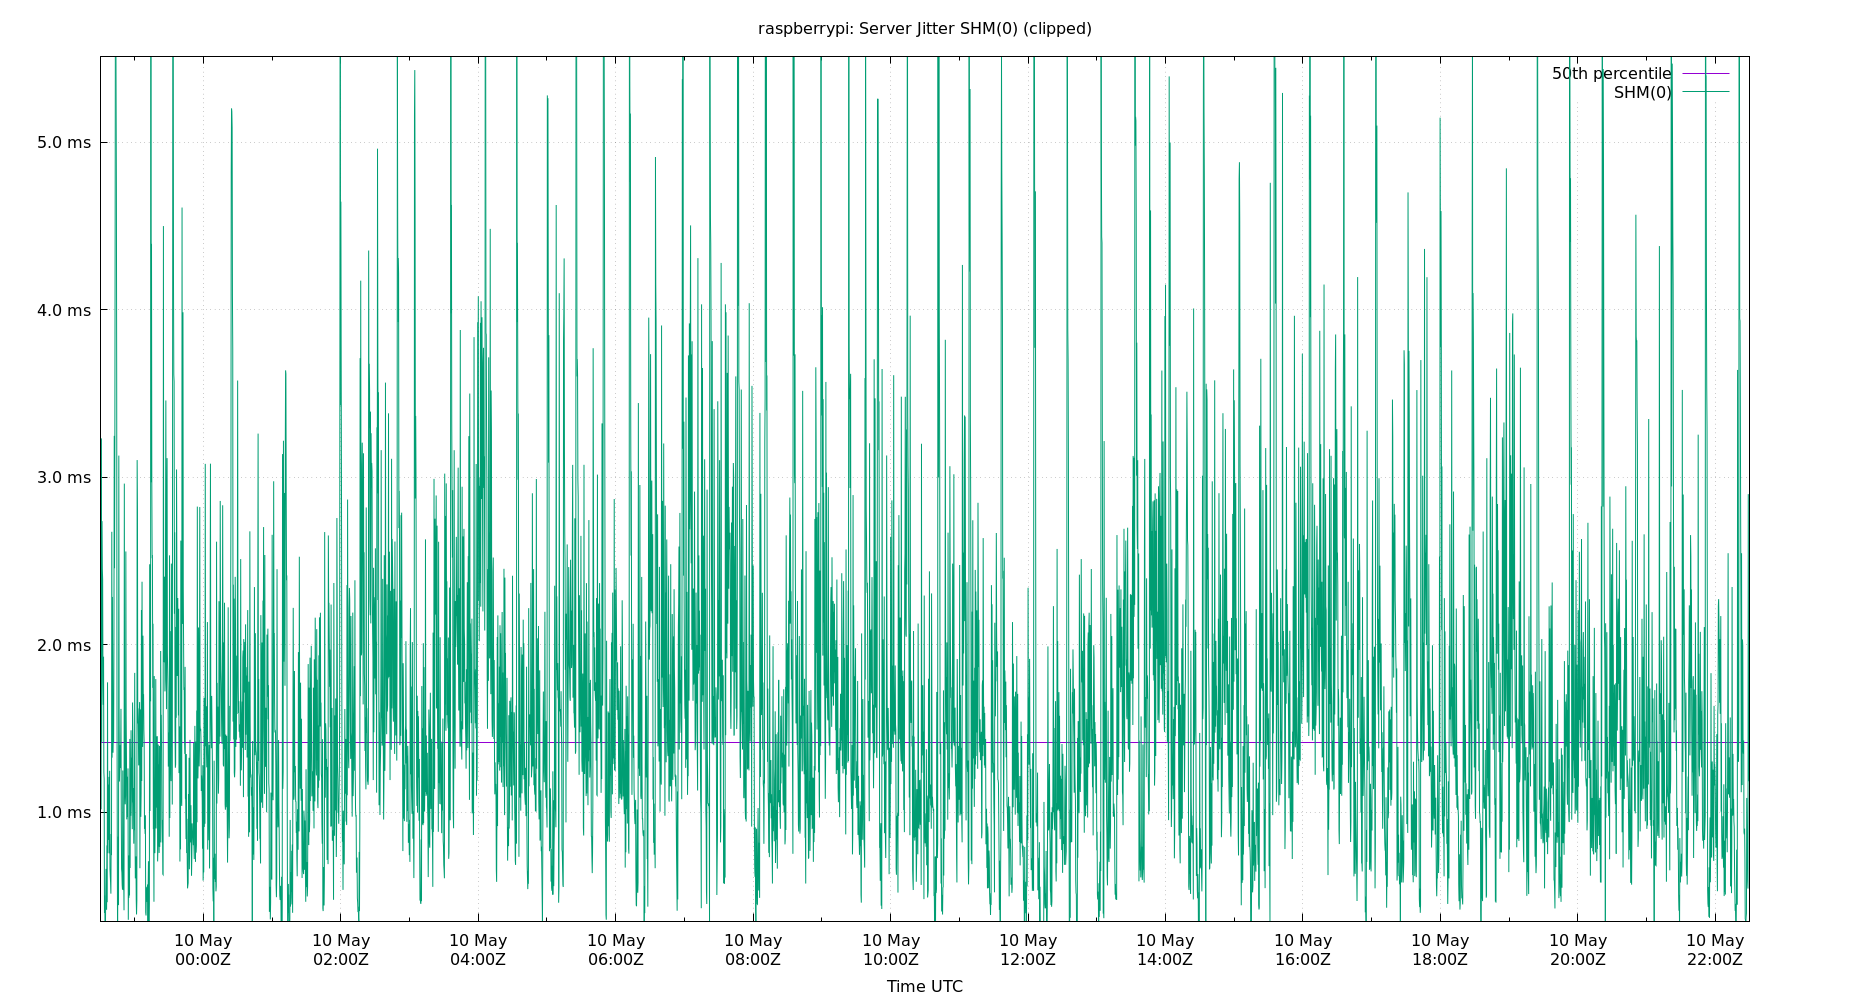 raspberrypi: Server Jitter SHM(0) (clipped)
50th percentile
SHM(0)
5.0 ms
4.0 ms
3.0 ms
2.0 ms
1.0 ms
10 May 10 May 10 May 10 May 10 May 10 May 10 May 10 May 10 May 10 May 10 May 10 May
00:00Z 02:00Z 04:00Z 06:00Z 08:00Z 10:00Z 12:00Z 14:00Z 16:00Z 18:00Z 20:00Z 22:00Z
Time UTC